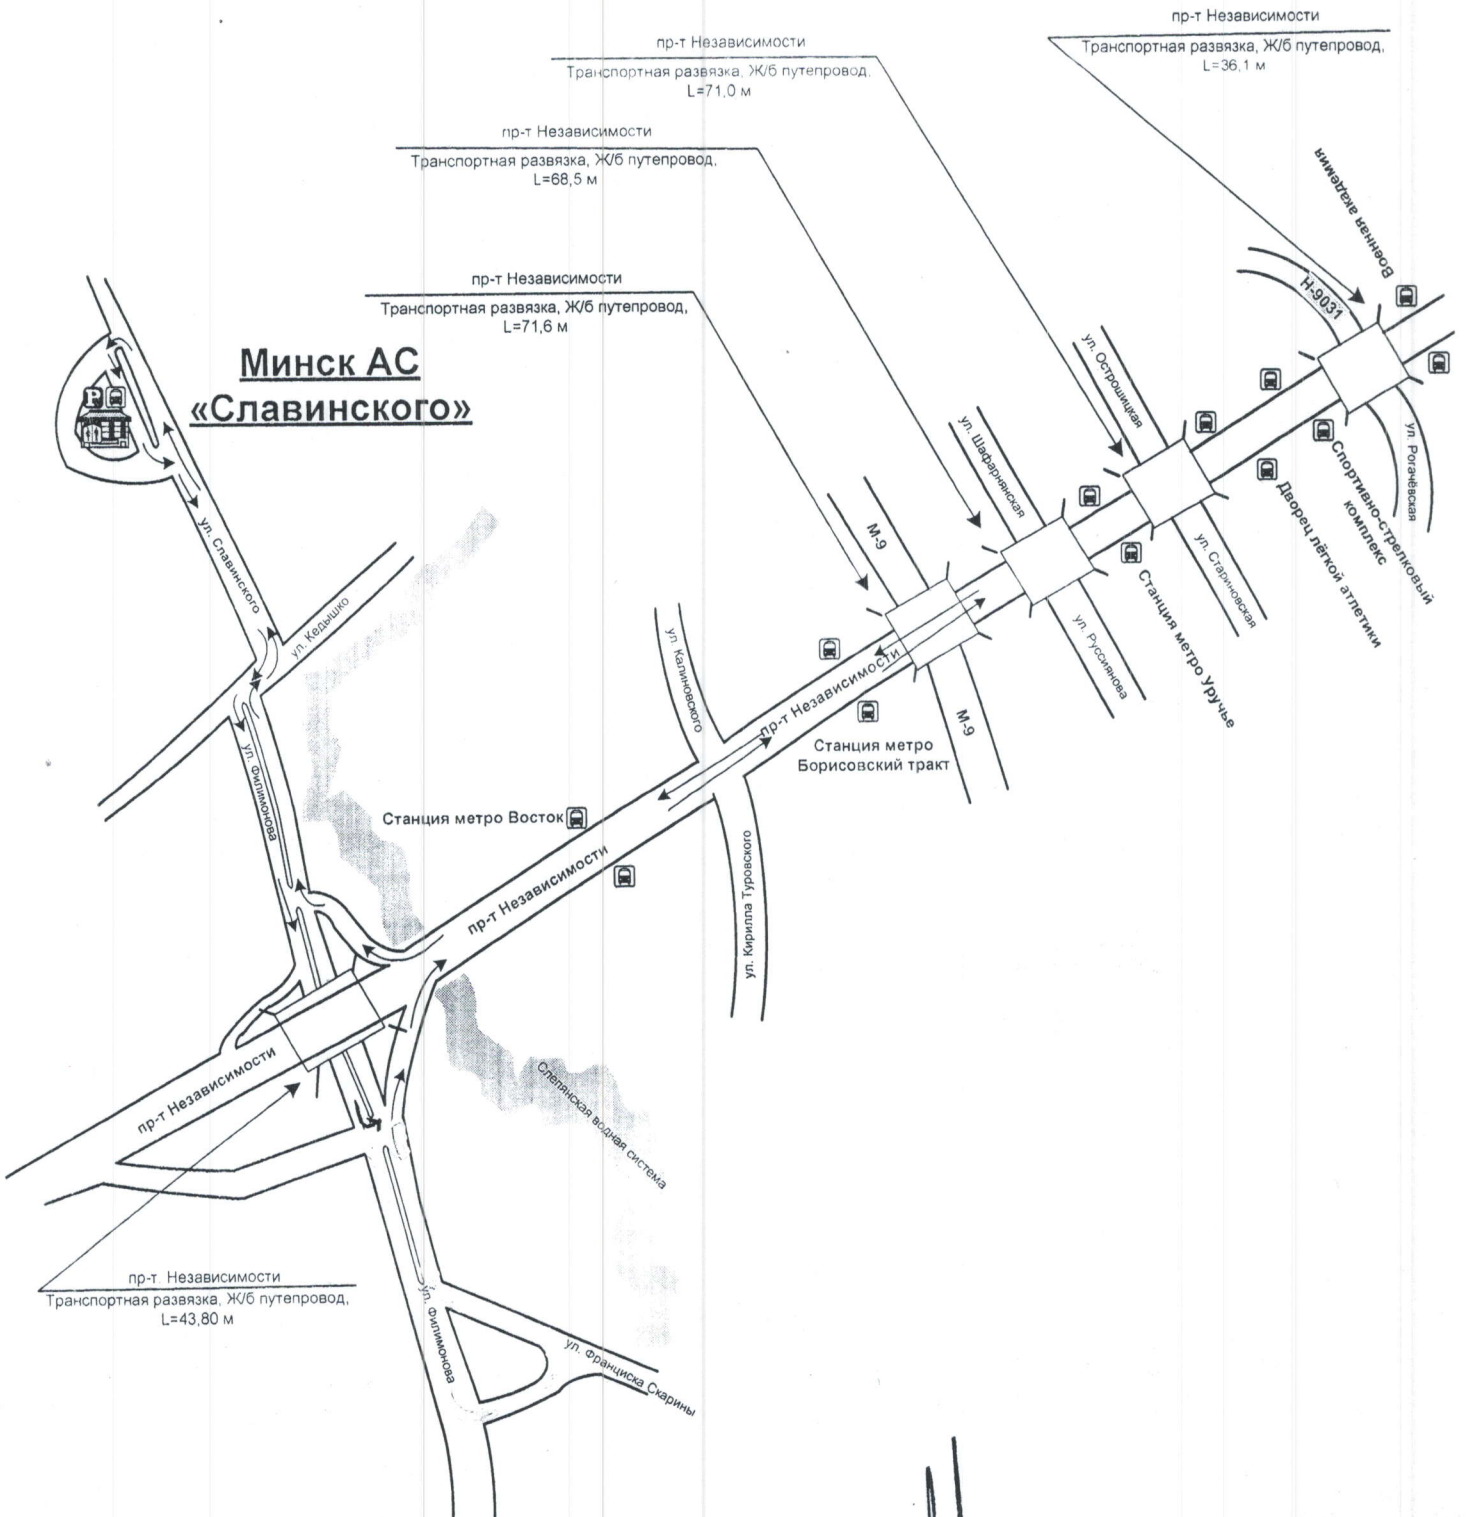 пр-т Независимости
Транспортная развязка, Ж/б путепровод,
L=36,1 м
пр-т Независимости
Транспортная развязка, Ж/б путепровод,
L=71,0 м
пр-т Независимости
Транспортная развязка, Ж/б путепровод,
L=68,5 м
пр-т Независимости
Транспортная развязка, Ж/б путепровод,
L=71,6 м
Военная академия
Н-9031
Минск АС
«Славинского»
P
ул. Острошицкая
ул. Шафарнянская
ул. Рогачёвская
Спортивно-стрелковый
комплекс
Дворец лёгкой атлетики
М-9
ул. Стариновская
Станция метро Уручье
ул. Руссиянова
ул. Славинского
ул. Кедышко
ул. Калиновского
пр-т Независимости
М-9
Станция метро
Борисовский тракт
ул. Филимонова
Станция метро Восток
пр-т Независимости
ул. Кирилла Туровского
пр-т Независимости
Слепянская водная система
пр-т. Независимости
Транспортная развязка, Ж/б путепровод,
L=43,80 м
ул. Филимонова
ул. Франциска Скарины